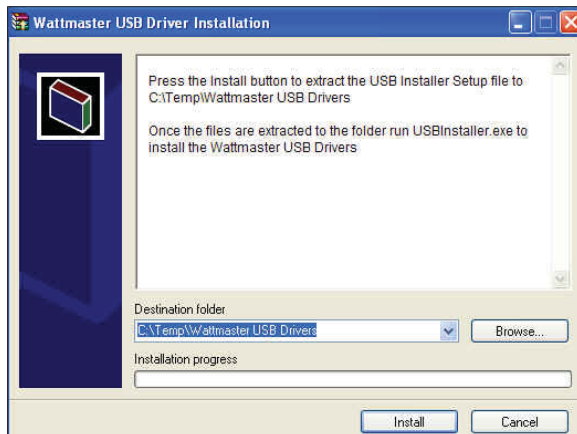 Wattmaster USB Driver Installation
Press the Install button to extract the USB Installer Setup file to
C:\Temp\Wattmaster USB Drivers
Once the files are extracted to the folder run USBInstaller.exe to
install the Wattmaster USB Drivers
Destination folder
C:\Temp\Wattmaster USB Drivers
Browse...
Installation progress
Install
Cancel